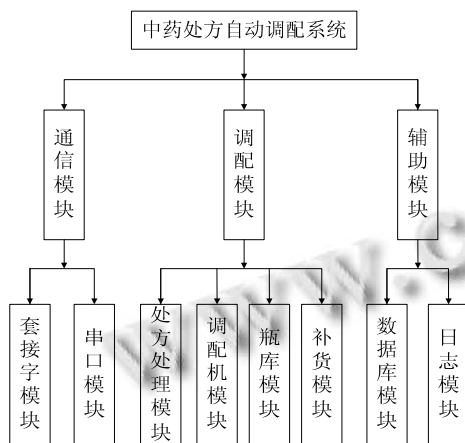 中药处方自动调配系统
通信模块
调配模块
辅助模块
套接字模块
串口模块
处方处理模块
调配机模块
瓶库模块
补货模块
数据库模块
日志模块
www.c